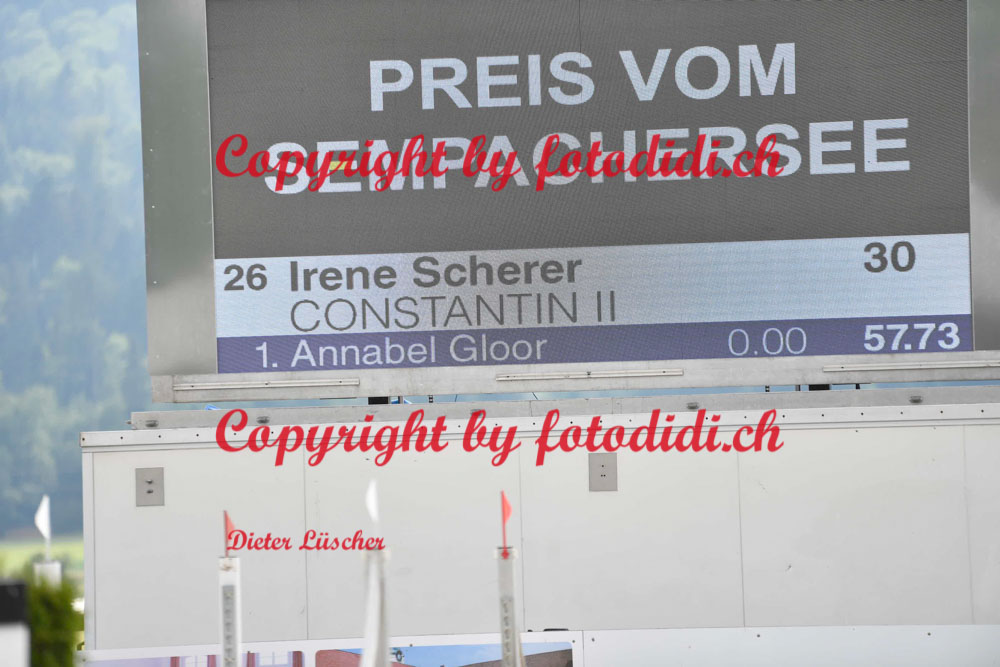 PREIS VOM
SEMPACHERSEE
Copyright by fotodidi.ch
26 Irene Scherer 30
CONSTANTIN II
1. Annabel Gloor 0.00 57.73
Copyright by fotodidi.ch
Dieter Lüscher